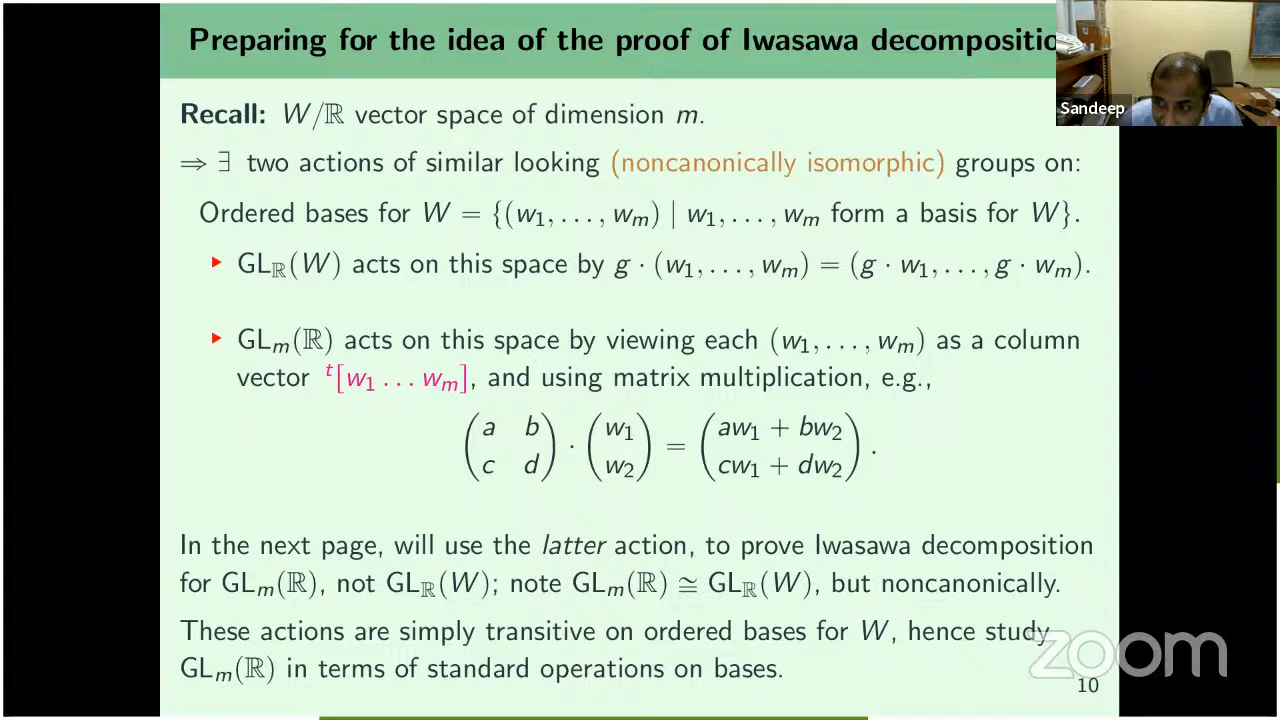 Preparing for the idea of the proof of Iwasawa decompositio
Sandeep
Recall: W/ℝ vector space of dimension m.
⇒ ∃ two actions of similar looking (noncanonically isomorphic) groups on:
Ordered bases for W = {(w₁, . . . , wₘ) | w₁, . . . , wₘ form a basis for W}.
▸ GL_ℝ(W) acts on this space by g · (w₁, . . . , wₘ) = (g · w₁, . . . , g · wₘ).
▸ GLₘ(ℝ) acts on this space by viewing each (w₁, . . . , wₘ) as a column
vector ᵗ[w₁ . . . wₘ], and using matrix multiplication, e.g.,
(a b; c d) · (w₁; w₂) = (aw₁ + bw₂; cw₁ + dw₂).
In the next page, will use the latter action, to prove Iwasawa decomposition
for GLₘ(ℝ), not GL_ℝ(W); note GLₘ(ℝ) ≅ GL_ℝ(W), but noncanonically.
These actions are simply transitive on ordered bases for W, hence study
GLₘ(ℝ) in terms of standard operations on bases.
zoom
10